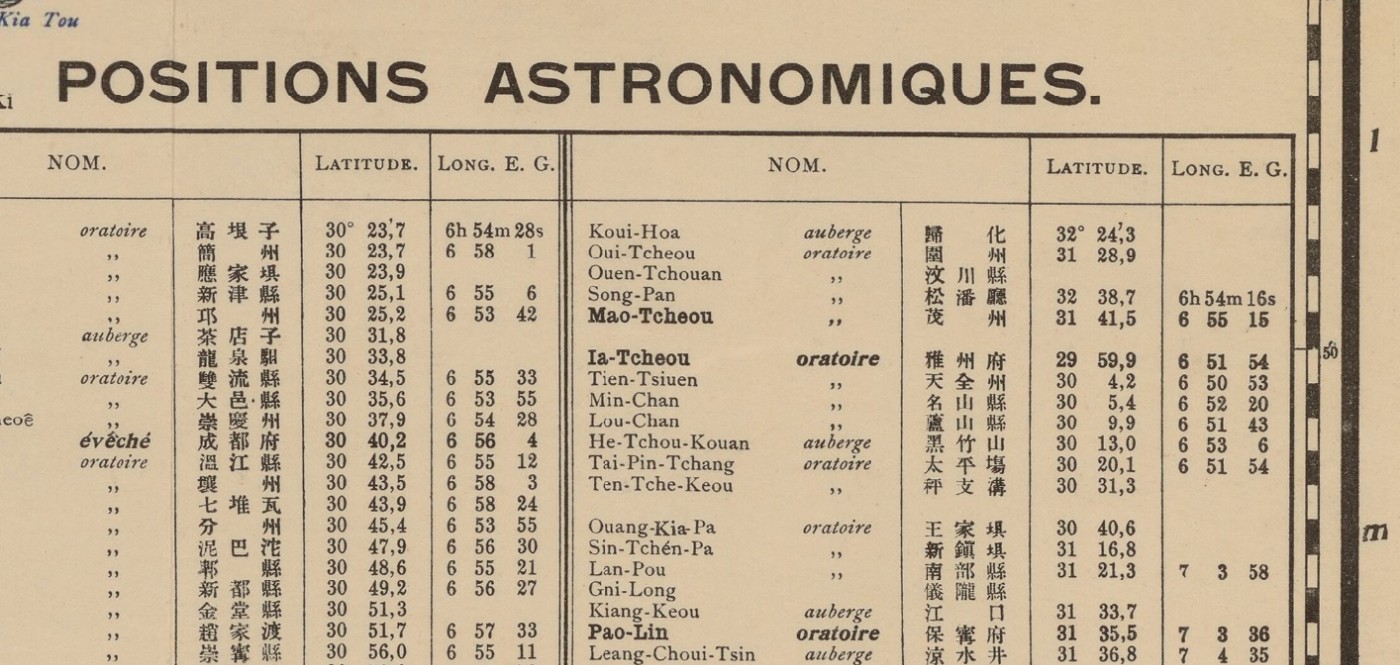 Kia Tou
POSITIONS ASTRONOMIQUES.
NOM. LATITUDE. LONG. E. G. NOM. LATITUDE. LONG. E. G.
oratoire 高垠子 30° 23,'7 6h 54m 28s Koui-Hoa auberge 歸化 32° 24,'3
,, 簡州 30 23,7 6 58 1 Oui-Tcheou oratoire 圍州 31 28,9
,, 應家埧 30 23,9 Ouen-Tchouan ,, 汶川縣
,, 新津縣 30 25,1 6 55 6 Song-Pan ,, 松潘廳 32 38,7 6h 54m 16s
,, 邛州 30 25,2 6 53 42 Mao-Tcheou ,, 茂州 31 41,5 6 55 15
auberge 茶店子 30 31,8
,, 龍泉馹 30 33,8 Ia-Tcheou oratoire 雅州府 29 59,9 6 51 54
oratoire 雙流縣 30 34,5 6 55 33 Tien-Tsiuen ,, 天全州 30 4,2 6 50 53
,, 大邑縣 30 35,6 6 53 55 Min-Chan ,, 名山縣 30 5,4 6 52 20
,, 崇慶州 30 37,9 6 54 28 Lou-Chan ,, 蘆山縣 30 9,9 6 51 43
évêché 成都府 30 40,2 6 56 4 He-Tchou-Kouan auberge 黑竹山 30 13,0 6 53 6
oratoire 溫江縣 30 42,5 6 55 12 Tai-Pin-Tchang oratoire 太平塲 30 20,1 6 51 54
,, 州 30 43,5 6 58 3 Ten-Tche-Keou ,, 秤支溝 30 31,3
,, 七堆瓦 30 43,9 6 58 24
,, 分州 30 45,4 6 53 55 Ouang-Kia-Pa oratoire 王家埧 30 40,6
,, 泥巴沱 30 47,9 6 56 30 Sin-Tchén-Pa ,, 新鎭埧 31 16,8
,, 郫縣 30 48,6 6 55 21 Lan-Pou ,, 南部縣 31 21,3 7 3 58
,, 新都縣 30 49,2 6 56 27 Gni-Long 儀隴縣
,, 金堂縣 30 51,3 Kiang-Keou auberge 江口 31 33,7
,, 趙家渡 30 51,7 6 57 33 Pao-Lin oratoire 保寗府 31 35,5 7 3 36
,, 崇寗縣 30 56,0 6 55 11 Leang-Choui-Tsin auberge 涼水井 31 36,8 7 4 35
50
l
m